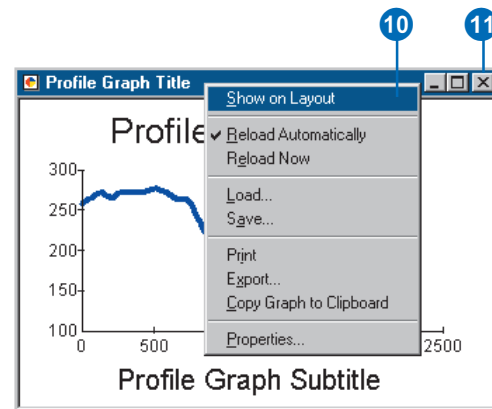 10
11
Profile Graph Title
Show on Layout
Profile
Reload Automatically
Reload Now
Load...
Save...
Print
Export...
Copy Graph to Clipboard
Properties...
300
250
200
150
100
0
500
2500
Profile Graph Subtitle